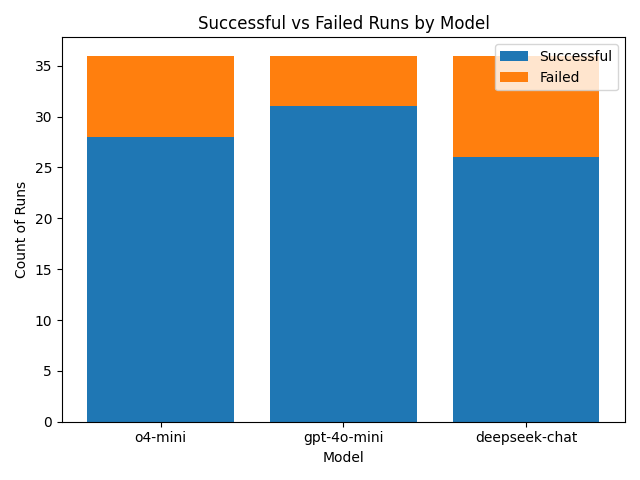 Successful vs Failed Runs by Model
Successful
Failed
Count of Runs
35
30
25
20
15
10
5
0
o4-mini
gpt-4o-mini
deepseek-chat
Model